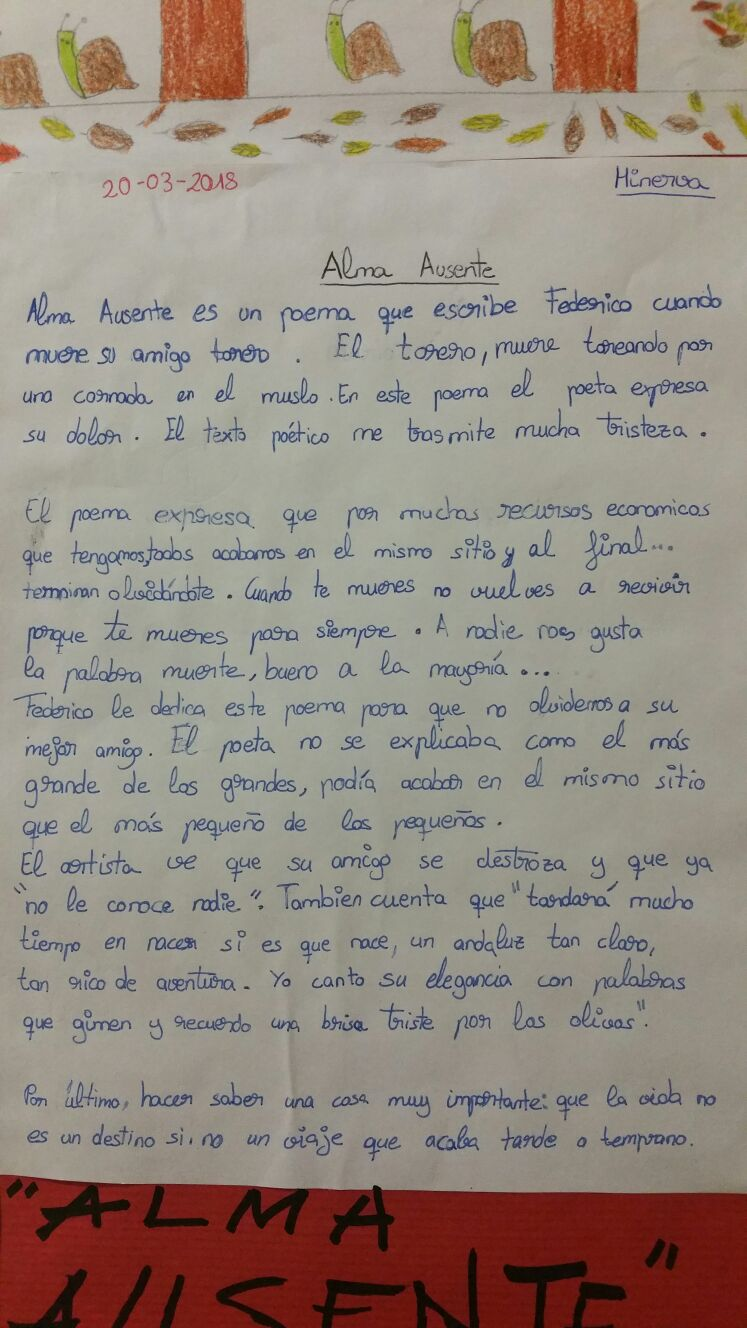 20-03-2018
Minerva
Alma Ausente
Alma Ausente es un poema que escribe Federico cuando
muere su amigo torero . El torero, muere toreando por
una cornada en el muslo. En este poema el poeta expresa
su dolor. El texto poético me trasmite mucha tristeza.
El poema expresa que por muchos recursos economicos
que tengamos, todos acabamos en el mismo sitio y al final...
terminan olvidándote. Cuando te mueres no vuelves a revivir
porque te mueres para siempre. A nadie nos gusta
la palabra muerte, bueno a la mayoría ...
Federico le dedica este poema para que no olvidemos a su
mejor amigo. El poeta no se explicaba como el más
grande de los grandes, podía acabar en el mismo sitio
que el más pequeño de los pequeños.
El artista ve que su amigo se destroza y que ya
"no le conoce nadie". Tambien cuenta que "tardará mucho
tiempo en nacer si es que nace, un andaluz tan claro,
tan rico de aventura. Yo canto su elegancia con palabras
que gimen y recuerdo una brisa triste por los olivos".
Por último, hacer saber una cosa muy importante: que la vida no
es un destino si, no un viaje que acaba tarde o temprano.
"ALMA
AUSENTE"